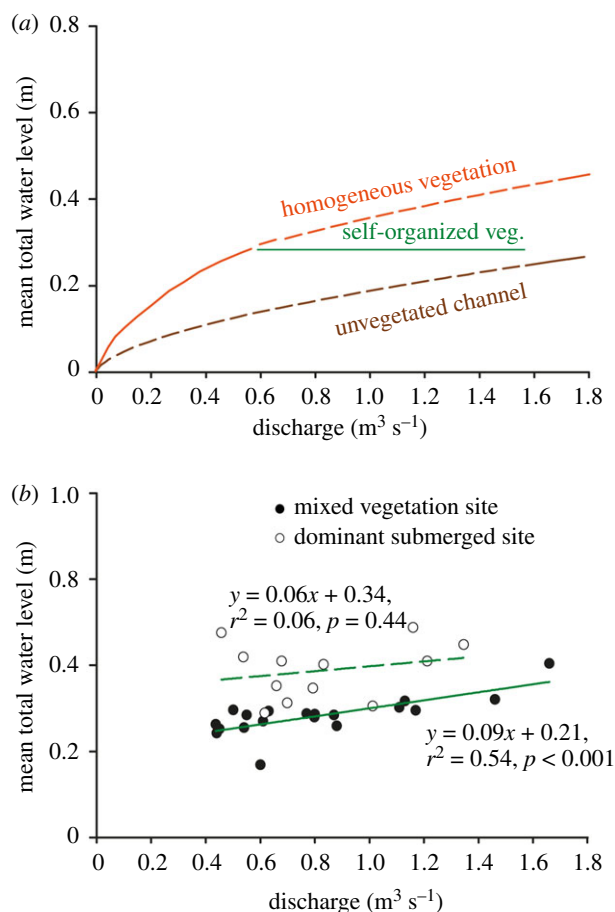 (a)
0.8
0.6
0.4
0.2
0
mean total water level (m)
homogeneous vegetation
self-organized veg.
unvegetated channel
0 0.2 0.4 0.6 0.8 1.0 1.2 1.4 1.6 1.8
discharge (m³ s⁻¹)
(b)
1.0
0.8
0.4
0.2
0
mean total water level (m)
mixed vegetation site
dominant submerged site
y = 0.06x + 0.34,
r² = 0.06, p = 0.44
y = 0.09x + 0.21,
r² = 0.54, p < 0.001
0 0.2 0.4 0.6 0.8 1.0 1.2 1.4 1.6 1.8
discharge (m³ s⁻¹)